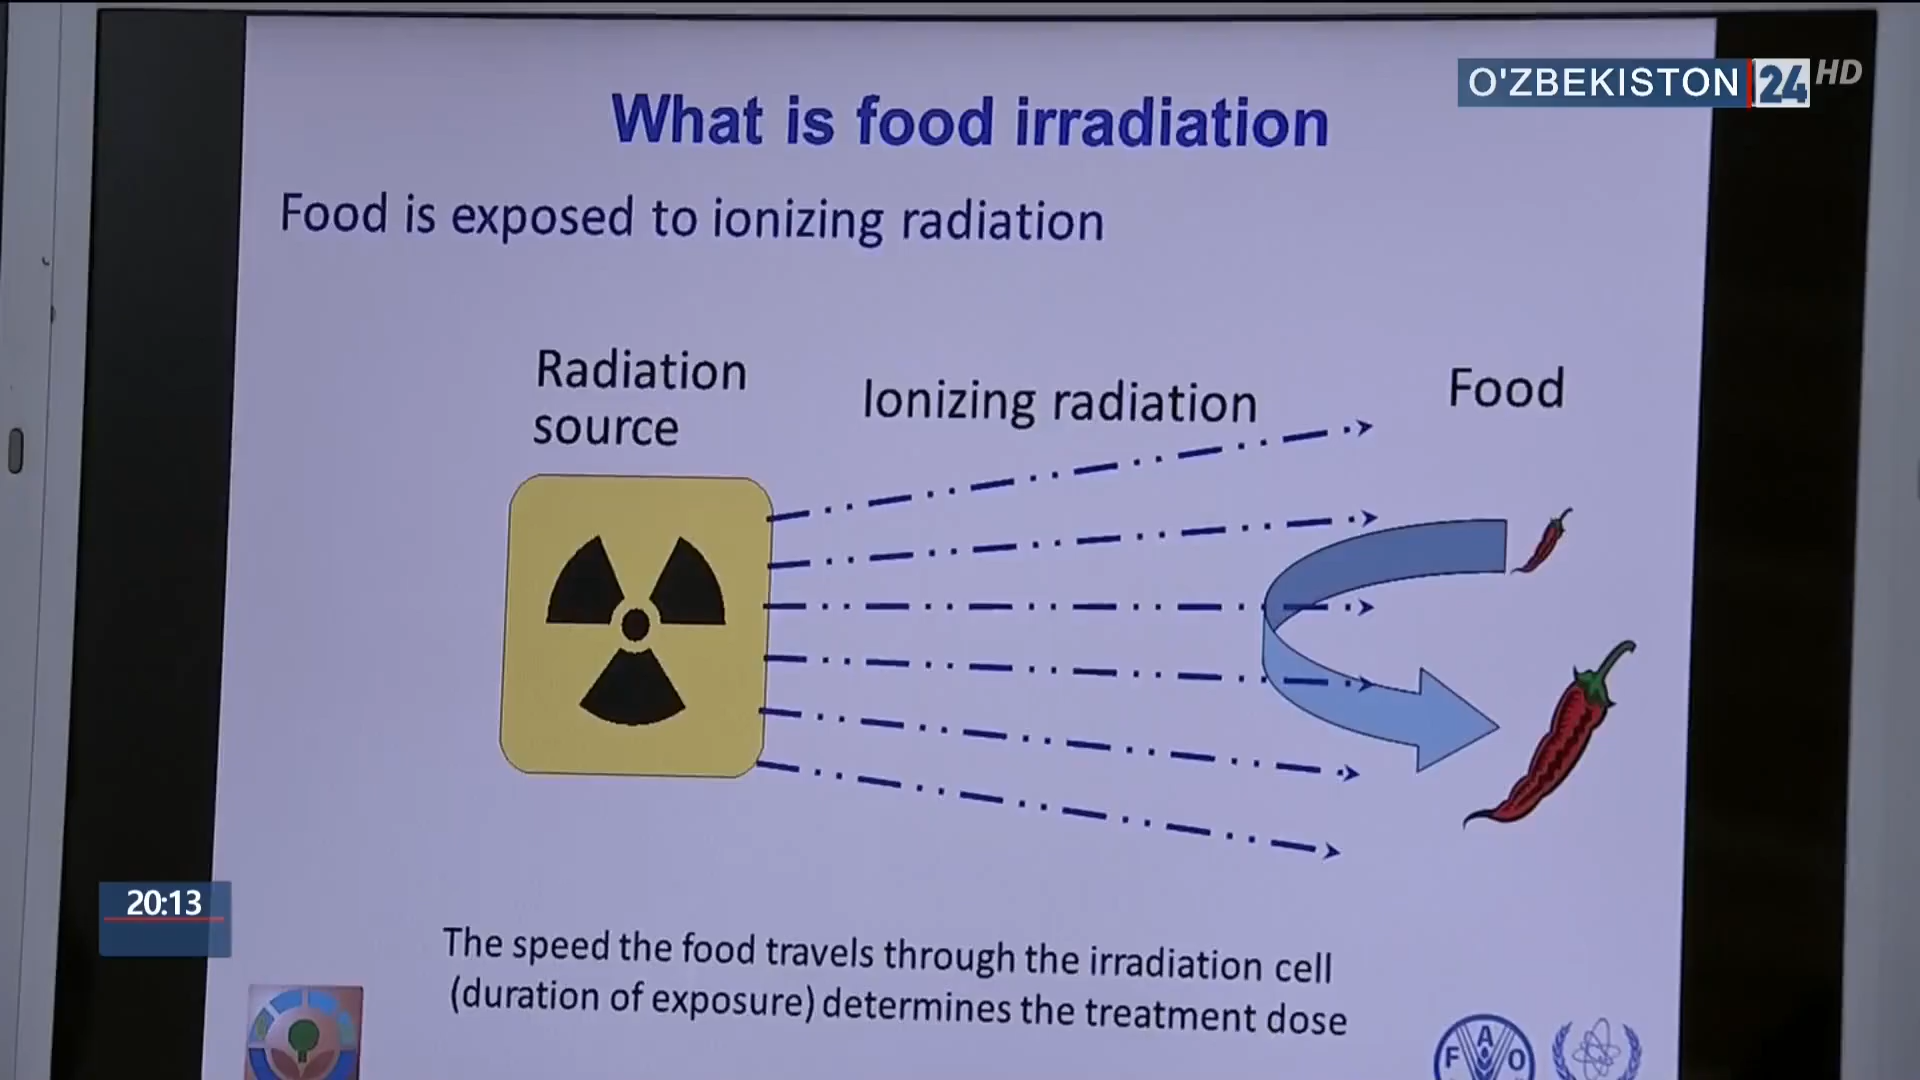 O'ZBEKISTON 24 HD
What is food irradiation
Food is exposed to ionizing radiation
Radiation
source
Ionizing radiation
Food
20:13
The speed the food travels through the irradiation cell
(duration of exposure) determines the treatment dose
F A O